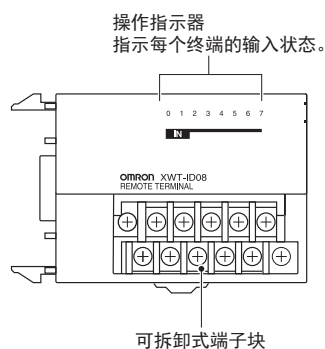 操作指示器
指示每个终端的输入状态。
0 1 2 3 4 5 6 7
IN
OMRON XWT-ID08
REMOTE TERMINAL
可拆卸式端子块